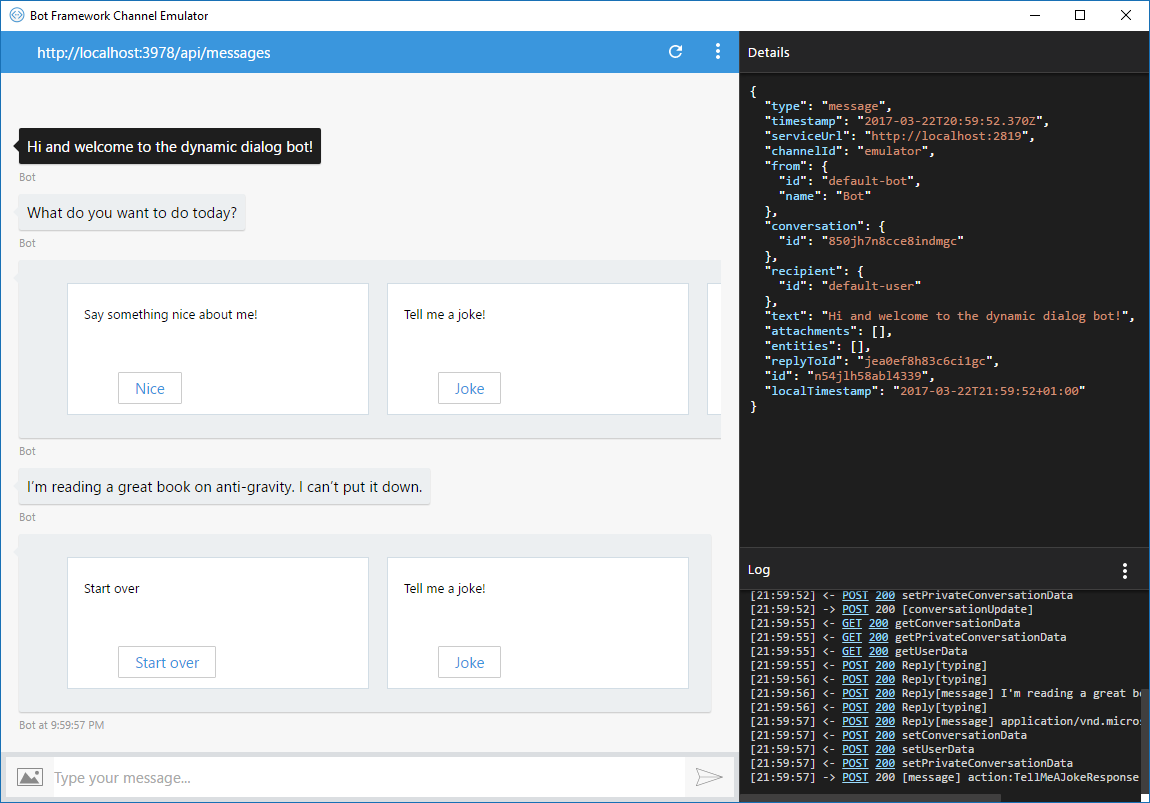 Bot Framework Channel Emulator
http://localhost:3978/api/messages
Hi and welcome to the dynamic dialog bot!
Bot
What do you want to do today?
Bot
Say something nice about me!
Tell me a joke!
Nice
Joke
Bot
I'm reading a great book on anti-gravity. I can't put it down.
Bot
Start over
Tell me a joke!
Start over
Joke
Bot at 9:59:57 PM
Type your message...
Details
{
"type": "message",
"timestamp": "2017-03-22T20:59:52.370Z",
"serviceUrl": "http://localhost:2819",
"channelId": "emulator",
"from": {
"id": "default-bot",
"name": "Bot"
},
"conversation": {
"id": "850jh7n8cce8indmgc"
},
"recipient": {
"id": "default-user"
},
"text": "Hi and welcome to the dynamic dialog bot!",
"attachments": [],
"entities": [],
"replyToId": "jea0ef8h83c6ci1gc",
"id": "n54jlh58abl4339",
"localTimestamp": "2017-03-22T21:59:52+01:00"
}
Log
[21:59:52] <- POST 200 setPrivateConversationData
[21:59:52] -> POST 200 [conversationUpdate]
[21:59:55] <- GET 200 getConversationData
[21:59:55] <- GET 200 getPrivateConversationData
[21:59:55] <- GET 200 getUserData
[21:59:55] <- POST 200 Reply[typing]
[21:59:56] <- POST 200 Reply[typing]
[21:59:56] <- POST 200 Reply[message] I'm reading a great b
[21:59:56] <- POST 200 Reply[typing]
[21:59:57] <- POST 200 Reply[message] application/vnd.micros
[21:59:57] <- POST 200 setConversationData
[21:59:57] <- POST 200 setUserData
[21:59:57] <- POST 200 setPrivateConversationData
[21:59:57] -> POST 200 [message] action:TellMeAJokeResponse